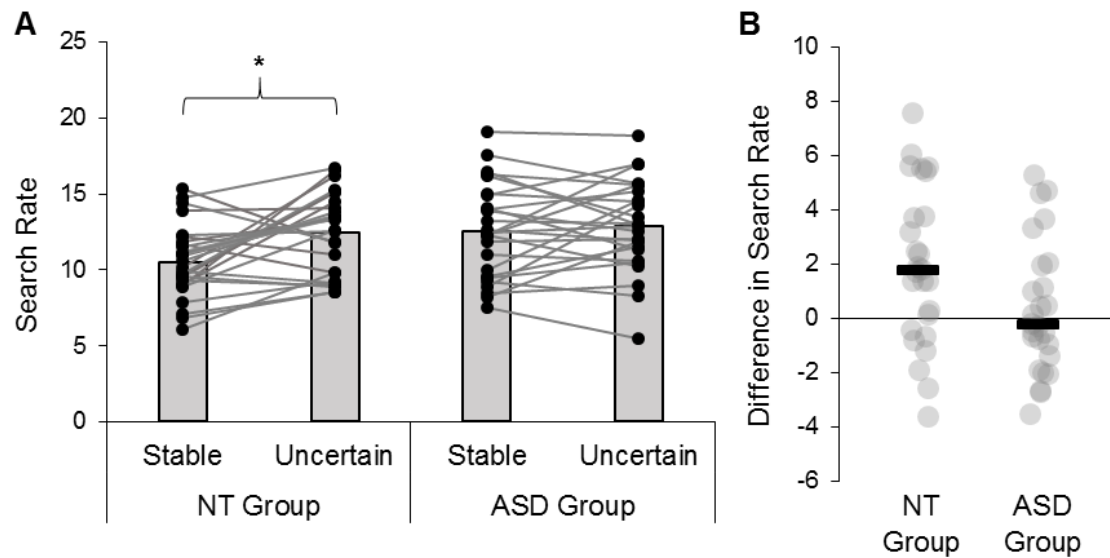 A
Search Rate
25
20
15
10
5
0
*
Stable Uncertain Stable Uncertain
NT Group ASD Group
B
Difference in Search Rate
10
8
6
4
2
0
-2
-4
-6
NT ASD
Group Group